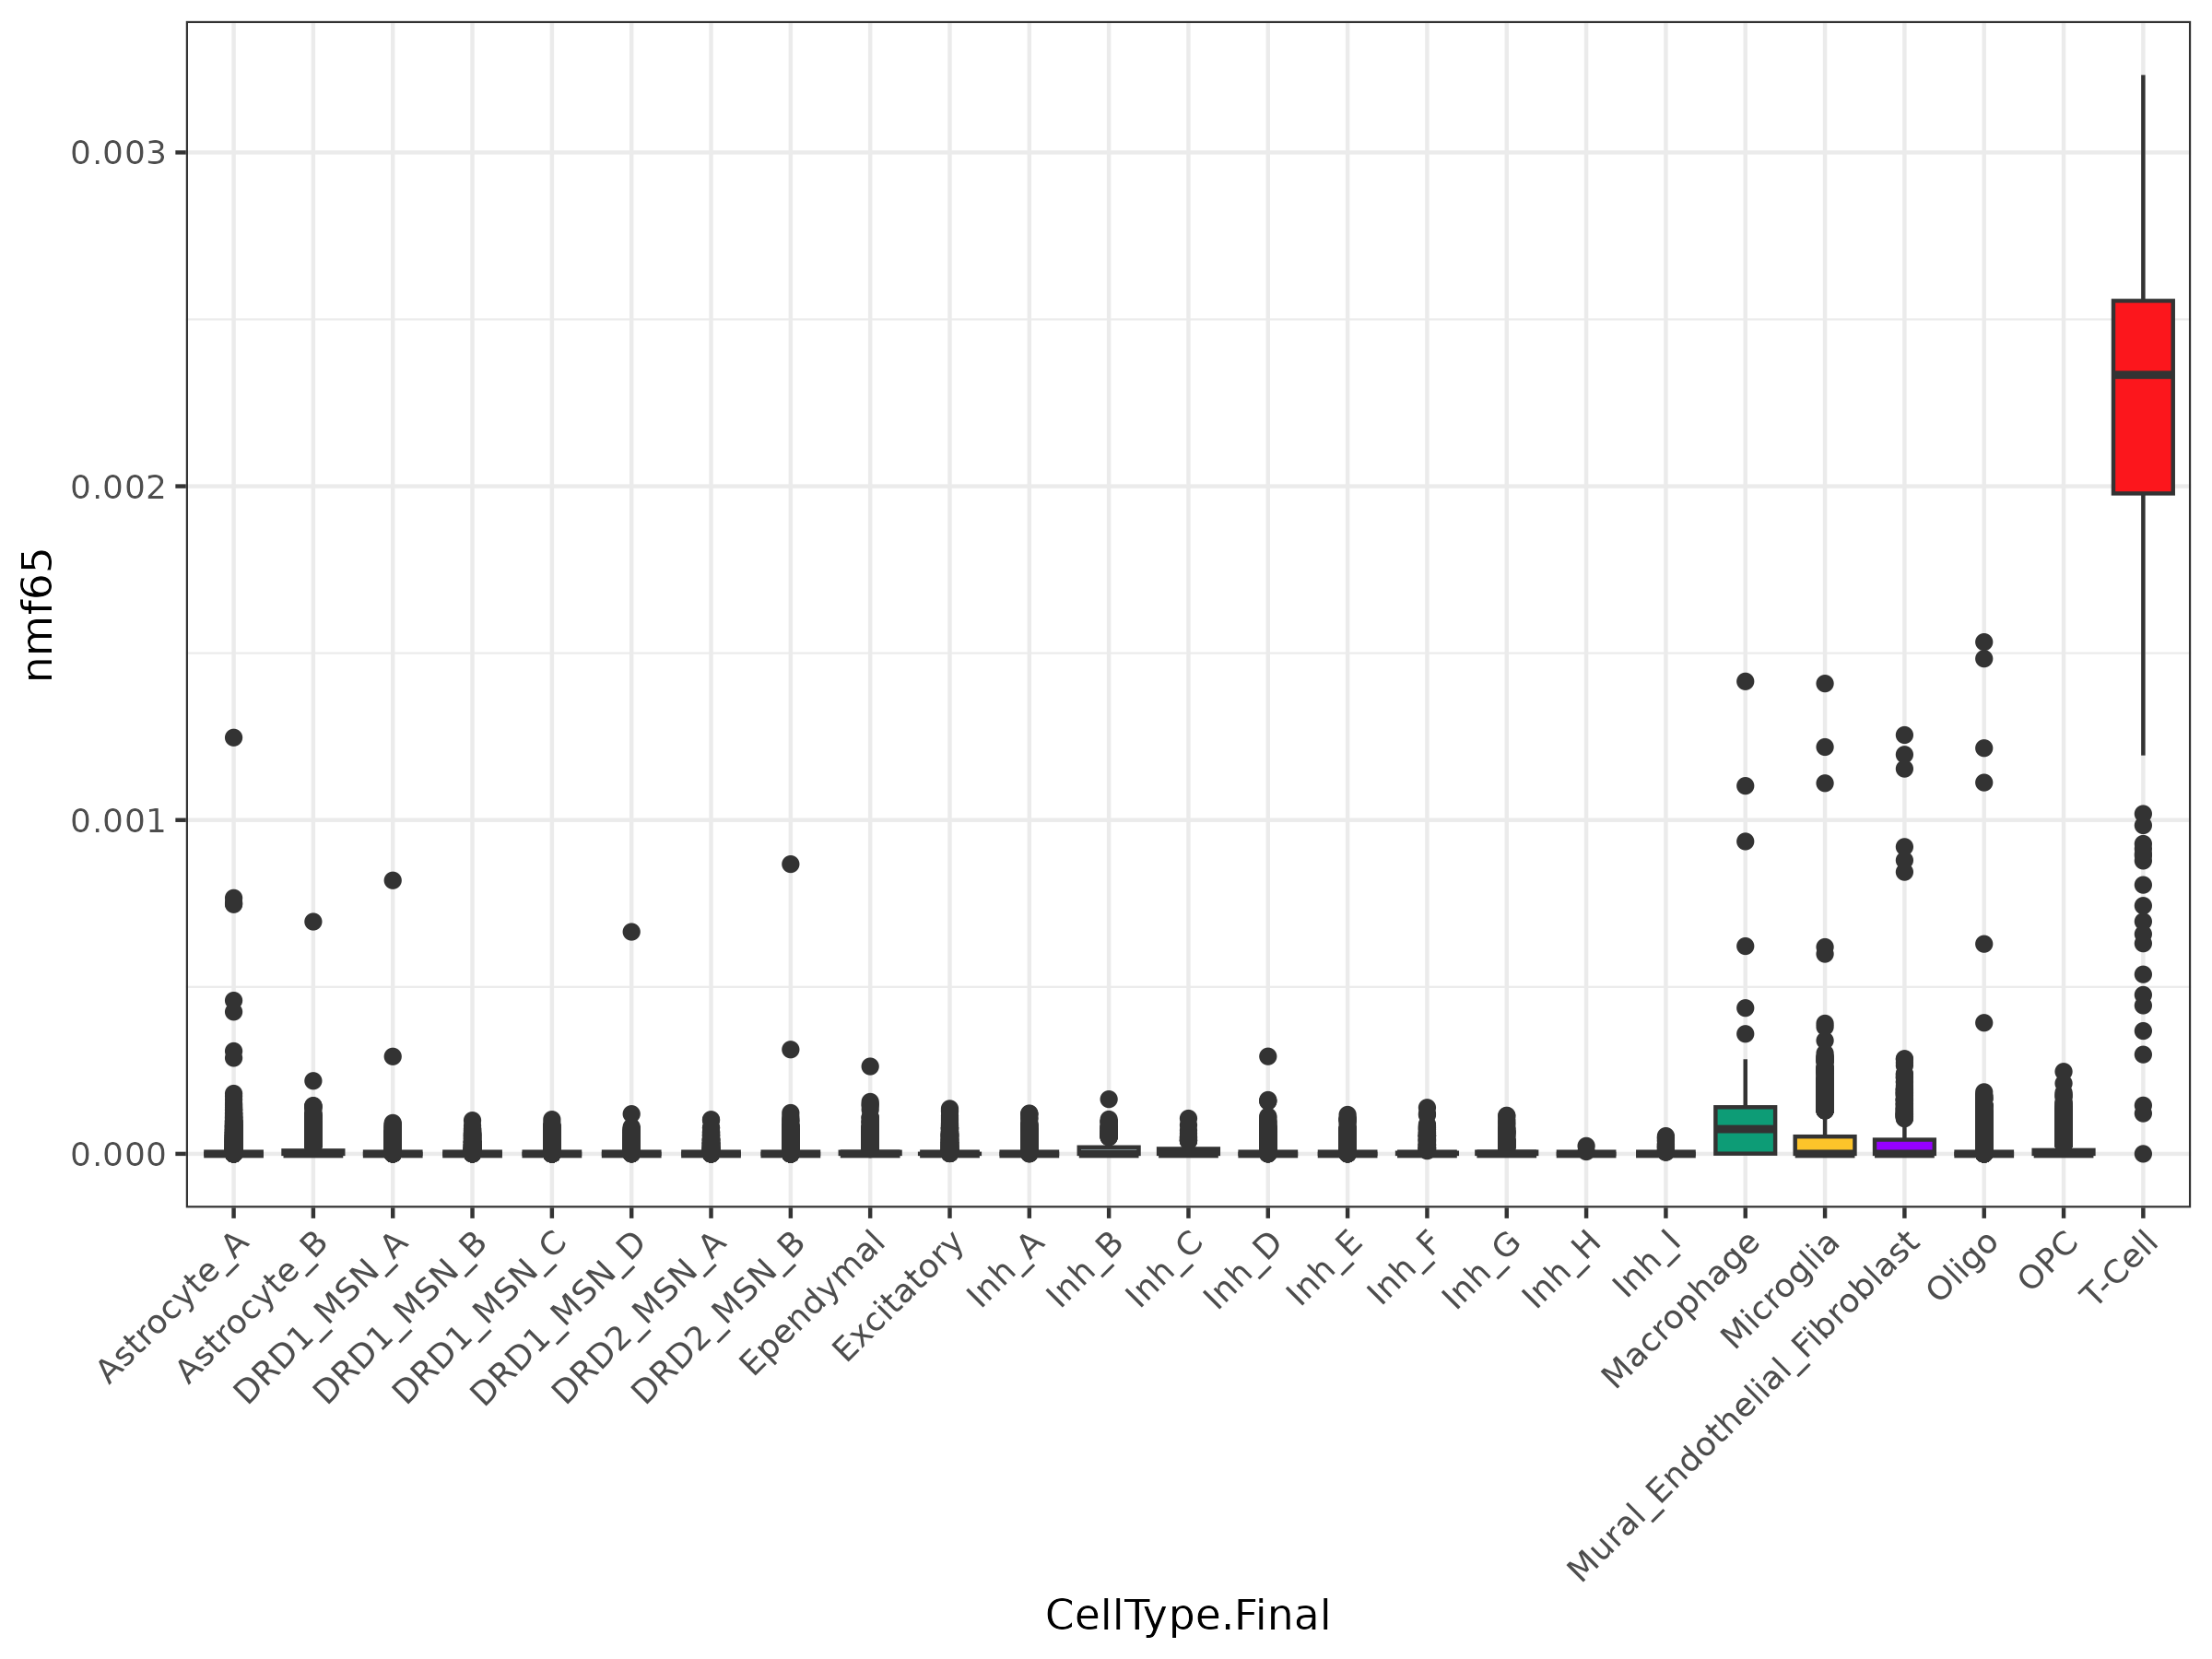 nmf65
0.003
0.002
0.001
0.000
Astrocyte_A
Astrocyte_B
DRD1_MSN_A
DRD1_MSN_B
DRD1_MSN_C
DRD1_MSN_D
DRD2_MSN_A
DRD2_MSN_B
Ependymal
Excitatory
Inh_A
Inh_B
Inh_C
Inh_D
Inh_E
Inh_F
Inh_G
Inh_H
Inh_I
Macrophage
Microglia
Mural_Endothelial_Fibroblast
Oligo
OPC
T-Cell
CellType.Final